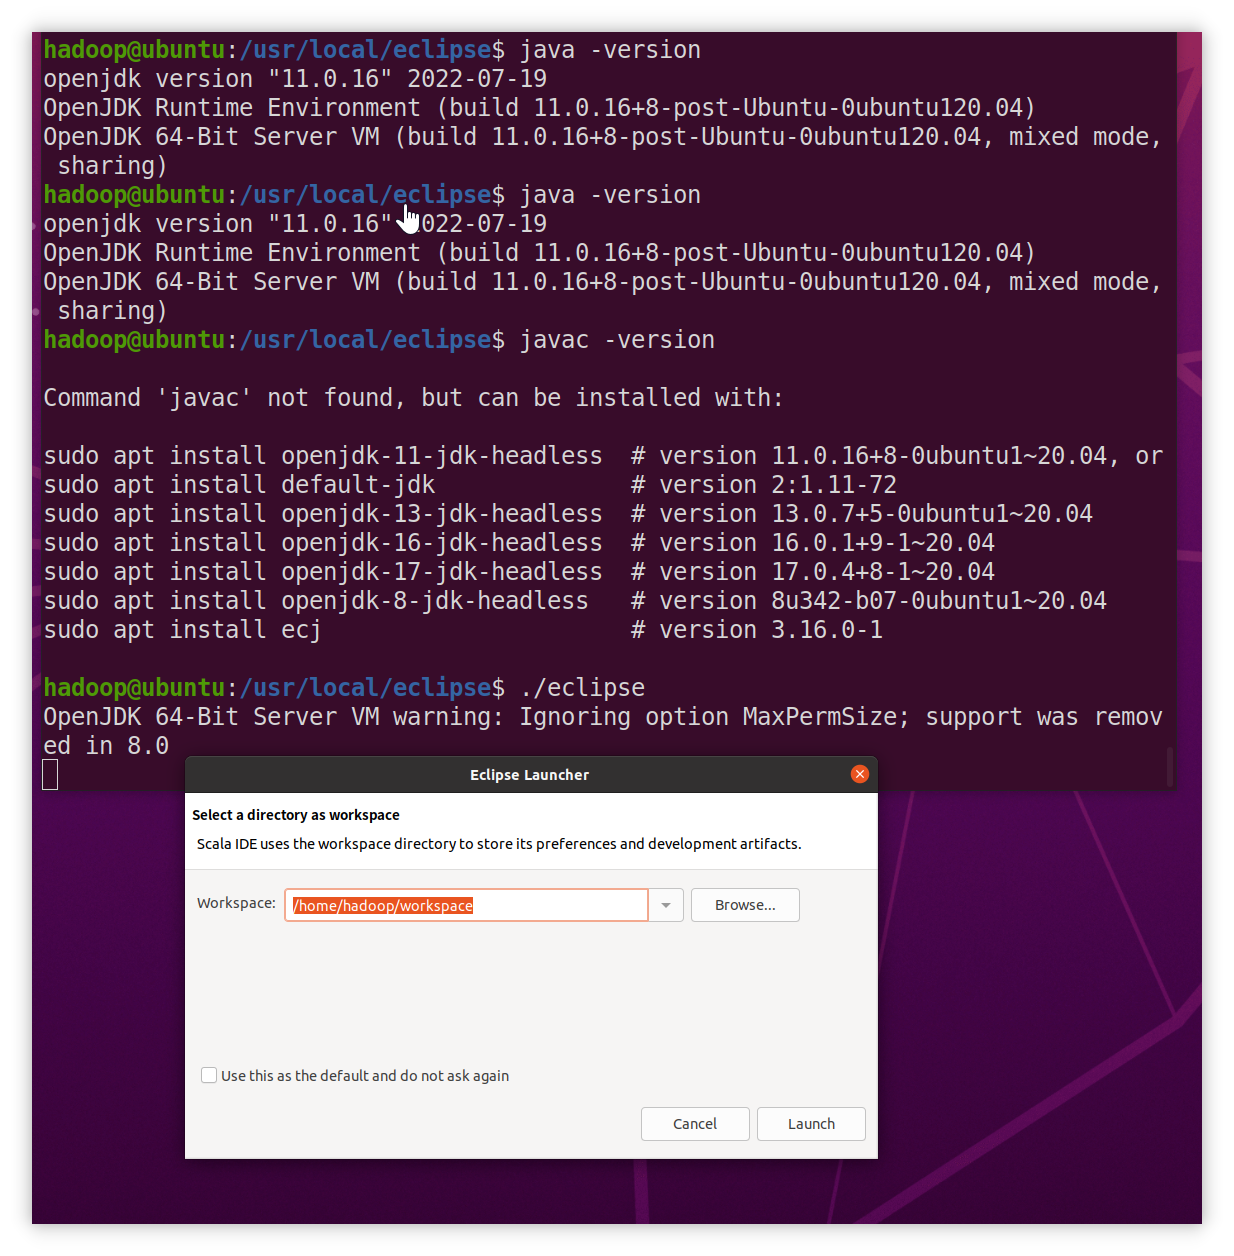 hadoop@ubuntu:/usr/local/eclipse$ java -version
openjdk version "11.0.16" 2022-07-19
OpenJDK Runtime Environment (build 11.0.16+8-post-Ubuntu-0ubuntu120.04)
OpenJDK 64-Bit Server VM (build 11.0.16+8-post-Ubuntu-0ubuntu120.04, mixed mode,
 sharing)
hadoop@ubuntu:/usr/local/eclipse$ java -version
openjdk version "11.0.16" 2022-07-19
OpenJDK Runtime Environment (build 11.0.16+8-post-Ubuntu-0ubuntu120.04)
OpenJDK 64-Bit Server VM (build 11.0.16+8-post-Ubuntu-0ubuntu120.04, mixed mode,
 sharing)
hadoop@ubuntu:/usr/local/eclipse$ javac -version
Command 'javac' not found, but can be installed with:
sudo apt install openjdk-11-jdk-headless  # version 11.0.16+8-0ubuntu1~20.04, or
sudo apt install default-jdk              # version 2:1.11-72
sudo apt install openjdk-13-jdk-headless  # version 13.0.7+5-0ubuntu1~20.04
sudo apt install openjdk-16-jdk-headless  # version 16.0.1+9-1~20.04
sudo apt install openjdk-17-jdk-headless  # version 17.0.4+8-1~20.04
sudo apt install openjdk-8-jdk-headless   # version 8u342-b07-0ubuntu1~20.04
sudo apt install ecj                      # version 3.16.0-1
hadoop@ubuntu:/usr/local/eclipse$ ./eclipse
OpenJDK 64-Bit Server VM warning: Ignoring option MaxPermSize; support was remov
ed in 8.0
Eclipse Launcher
Select a directory as workspace
Scala IDE uses the workspace directory to store its preferences and development artifacts.
Workspace: /home/hadoop/workspace Browse...
Use this as the default and do not ask again
Cancel Launch